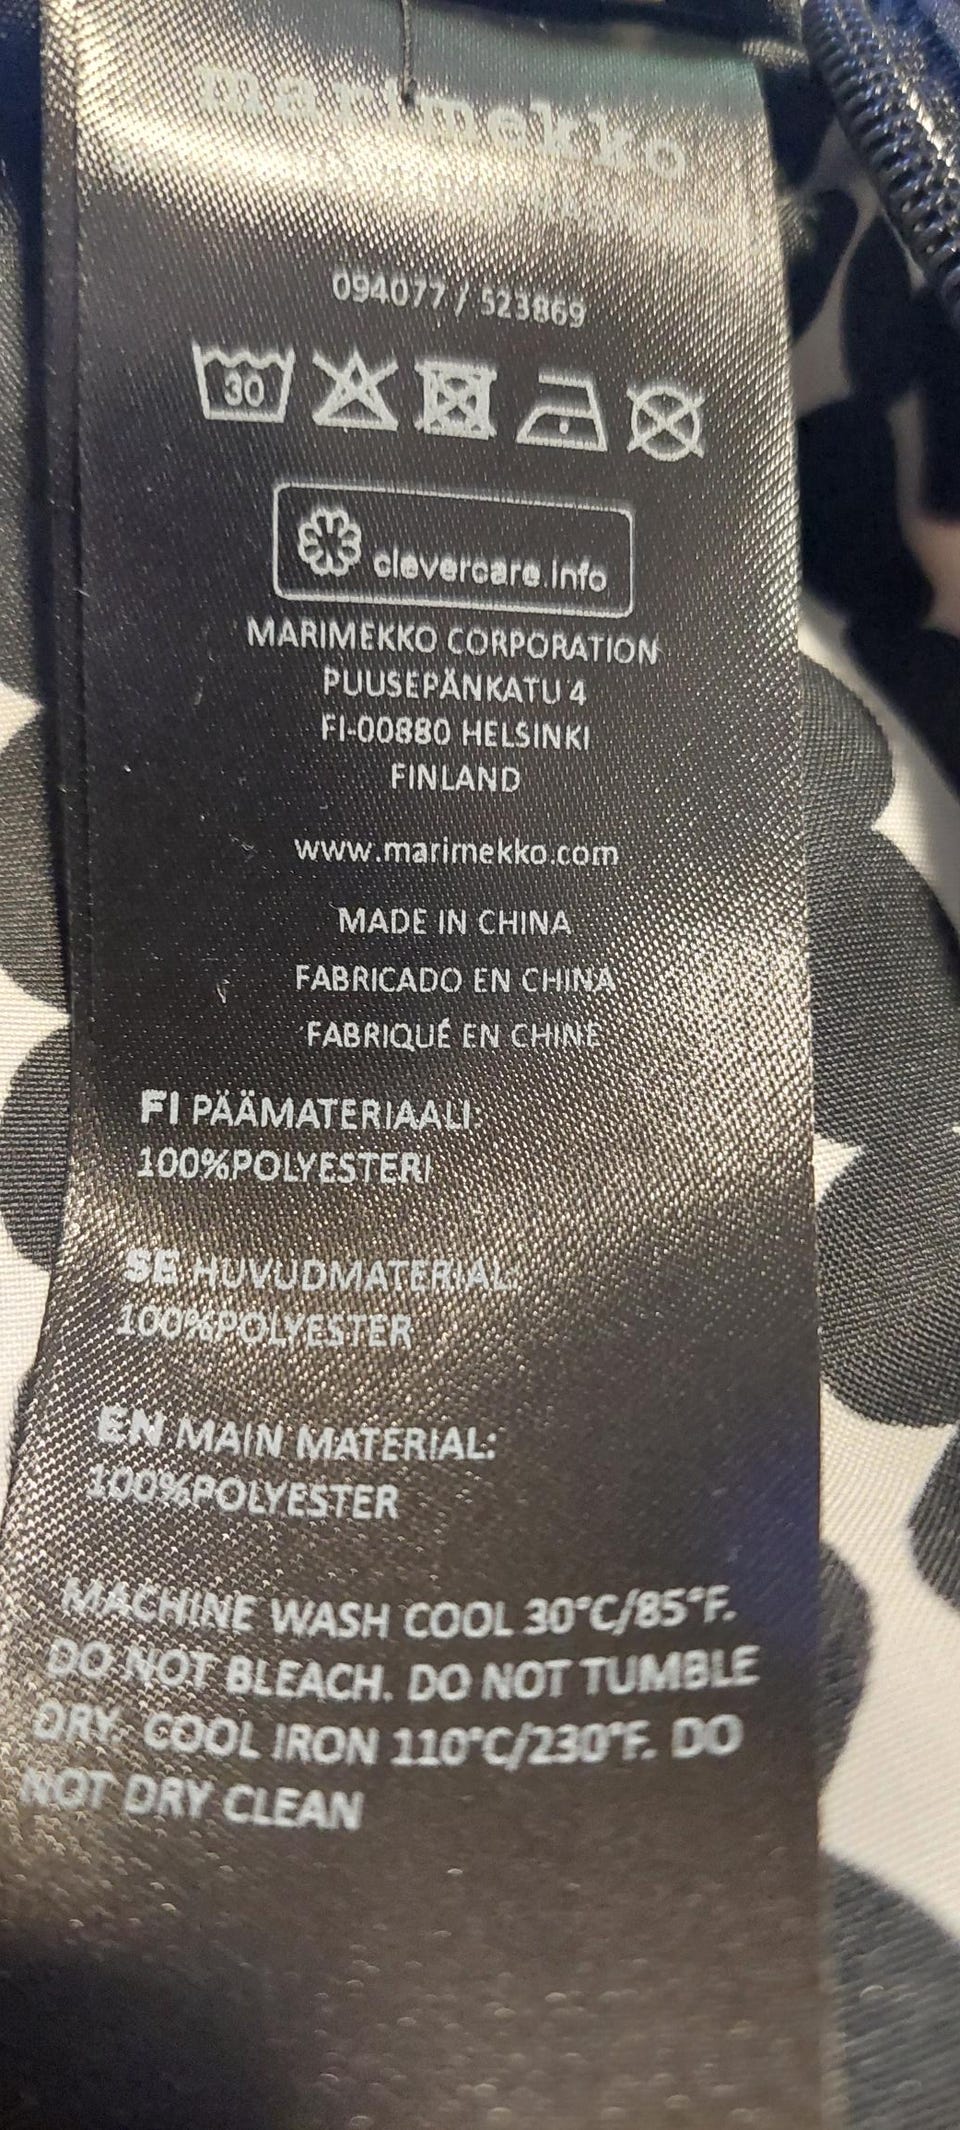 marimekko
094077 / 523869
30
clevercare.info
MARIMEKKO CORPORATION
PUUSEPÄNKATU 4
FI-00880 HELSINKI
FINLAND
www.marimekko.com
MADE IN CHINA
FABRICADO EN CHINA
FABRIQUÉ EN CHINE
FI PÄÄMATERIAALI:
100%POLYESTERI
SE HUVUDMATERIAL:
100%POLYESTER
EN MAIN MATERIAL:
100%POLYESTER
MACHINE WASH COOL 30°C/85°F.
DO NOT BLEACH. DO NOT TUMBLE
DRY. COOL IRON 110°C/230°F. DO
NOT DRY CLEAN